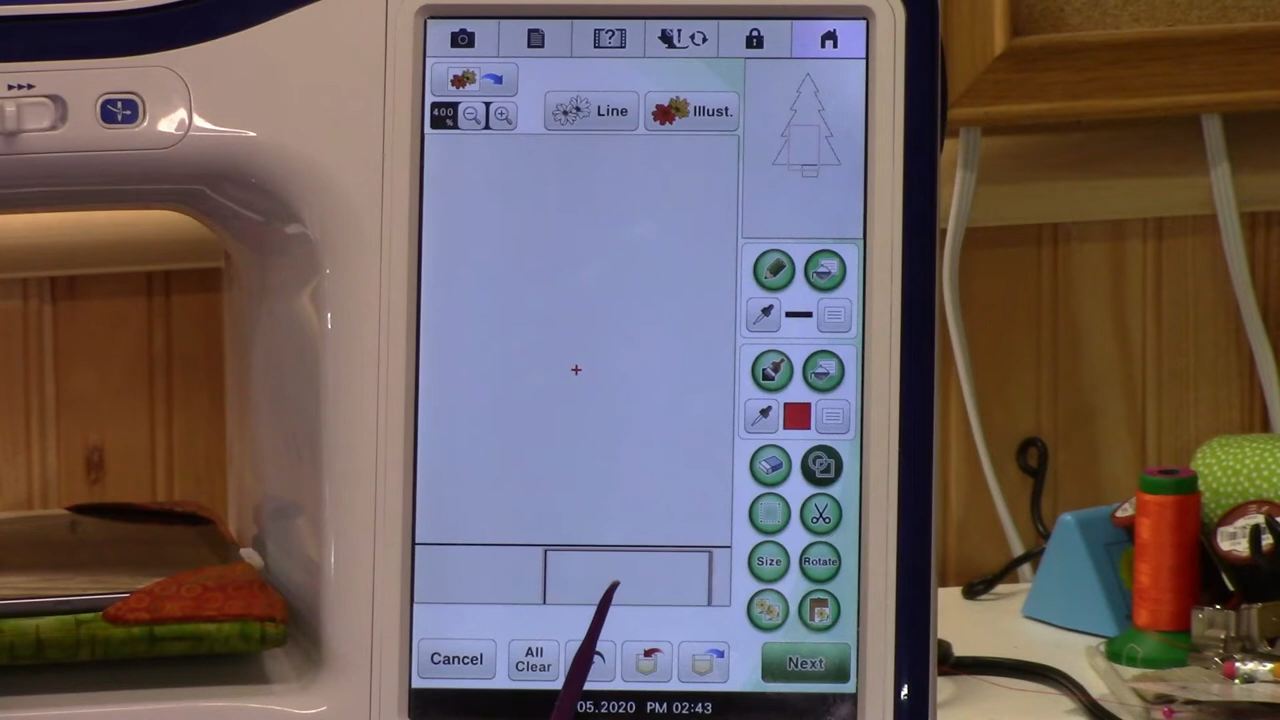 ?
400
%
Line
Illust.
Size
Rotate
Cancel
All
Clear
Next
05.2020 PM 02:43